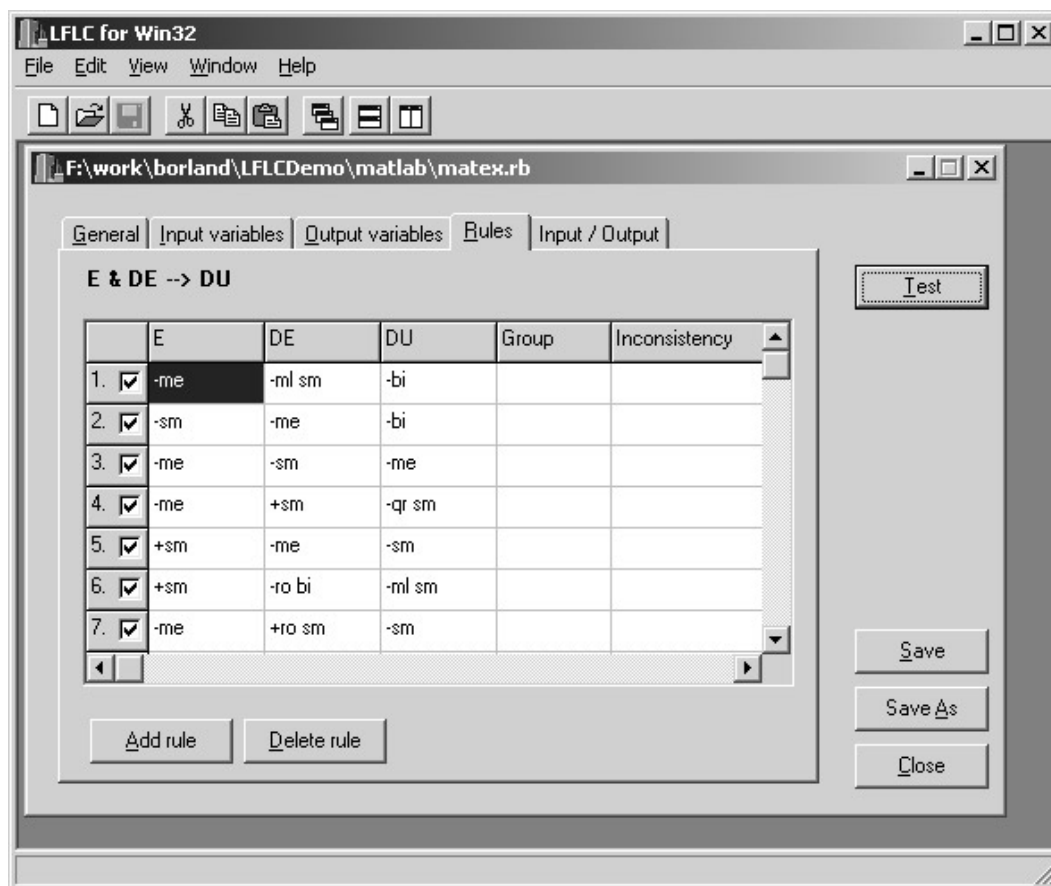 LFLC for Win32
File Edit View Window Help
F:\work\borland\LFLCDemo\matlab\matex.rb
General Input variables Output variables Rules Input / Output
E & DE --> DU
Test
E DE DU Group Inconsistency
1. -me -ml sm -bi
2. -sm -me -bi
3. -me -sm -me
4. -me +sm -qr sm
5. +sm -me -sm
6. +sm -ro bi -ml sm
7. -me +ro sm -sm
Save
Save As
Add rule Delete rule
Close